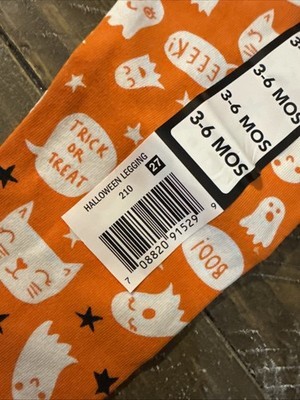 EEEK!
3-6 MOS
3-6 MOS
3-6 MOS
TRICK
OR
TREAT
HALLOWEEN LEGGING
210
27
7 08820 91529 9
BOO!